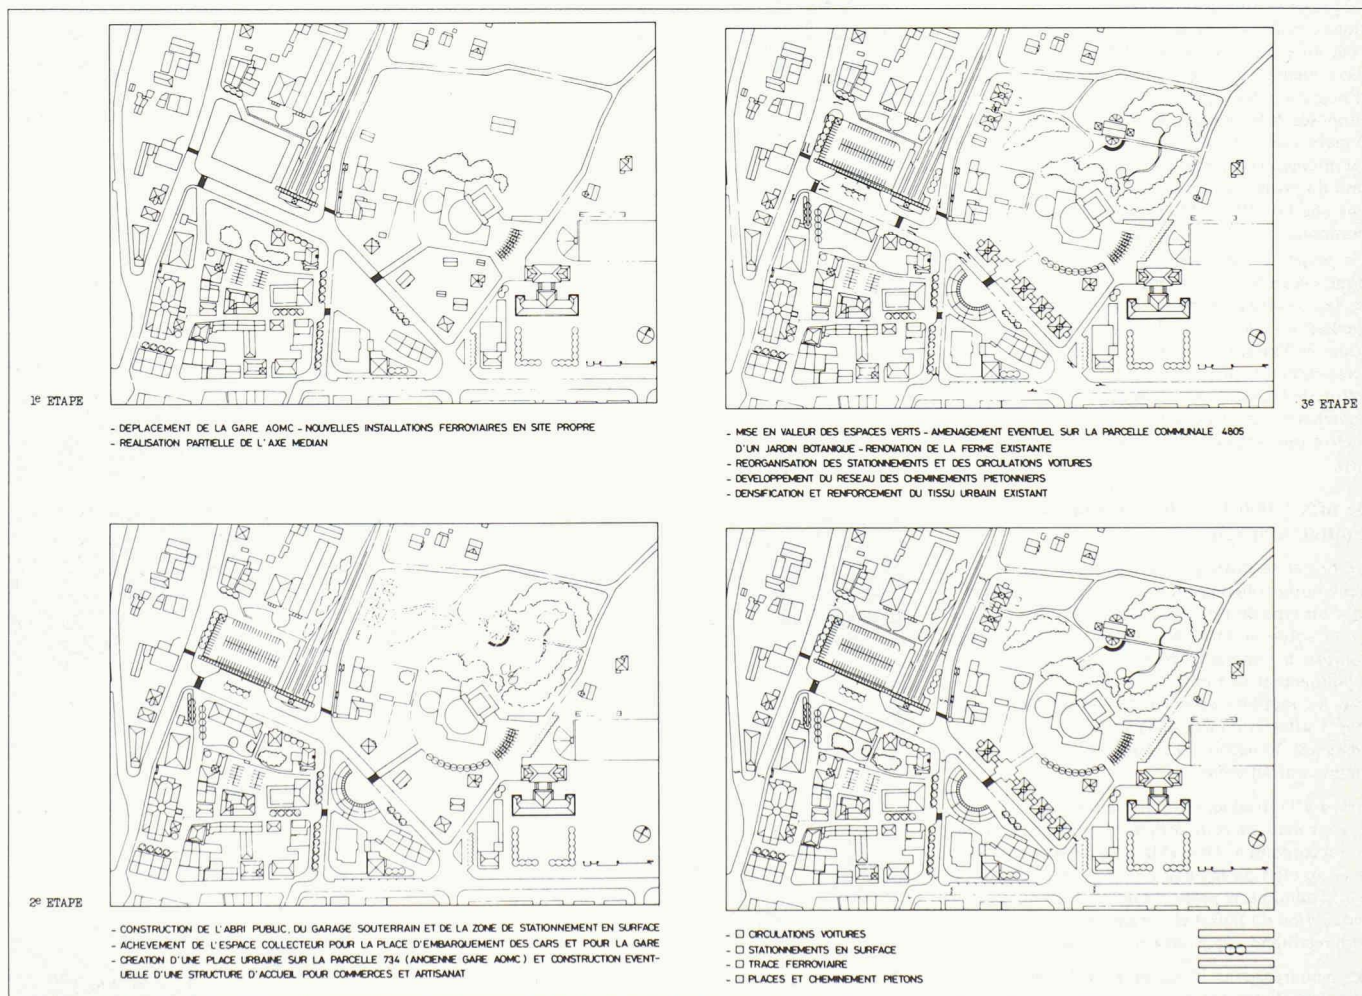 1e ETAPE
- DEPLACEMENT DE LA GARE AOMC - NOUVELLES INSTALLATIONS FERROVIAIRES EN SITE PROPRE
- REALISATION PARTIELLE DE L'AXE MEDIAN
3e ETAPE
- MISE EN VALEUR DES ESPACES VERTS - AMENAGEMENT EVENTUEL SUR LA PARCELLE COMMUNALE 4805
D'UN JARDIN BOTANIQUE - RENOVATION DE LA FERME EXISTANTE
- REORGANISATION DES STATIONNEMENTS ET DES CIRCULATIONS VOITURES
- DEVELOPPEMENT DU RESEAU DES CHEMINEMENTS PIETONNIERS
- DENSIFICATION ET RENFORCEMENT DU TISSU URBAIN EXISTANT
2e ETAPE
- CONSTRUCTION DE L'ABRI PUBLIC, DU GARAGE SOUTERRAIN ET DE LA ZONE DE STATIONNEMENT EN SURFACE
- ACHEVEMENT DE L'ESPACE COLLECTEUR POUR LA PLACE D'EMBARQUEMENT DES CARS ET POUR LA GARE
- CREATION D'UNE PLACE URBAINE SUR LA PARCELLE 734 (ANCIENNE GARE AOMC) ET CONSTRUCTION EVENT-
UELLE D'UNE STRUCTURE D'ACCUEIL POUR COMMERCES ET ARTISANAT
- □ CIRCULATIONS VOITURES
- □ STATIONNEMENTS EN SURFACE
- □ TRACE FERROVIAIRE
- □ PLACES ET CHEMINEMENT PIETONS